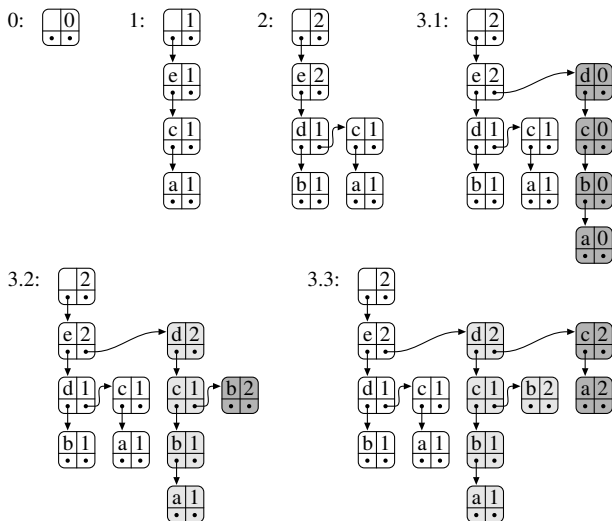 0: 0 1: 1 2: 2 3.1: 2
e 1 e 2 e 2 d 0
c 1 d 1 c 1 d 1 c 1 c 0
a 1 b 1 a 1 b 1 a 1 b 0
a 0
3.2: 2 3.3: 2
e 2 d 2 e 2 d 2 c 2
d 1 c 1 c 1 b 2 d 1 c 1 c 1 b 2 a 2
b 1 a 1 b 1 b 1 a 1 b 1
a 1 a 1